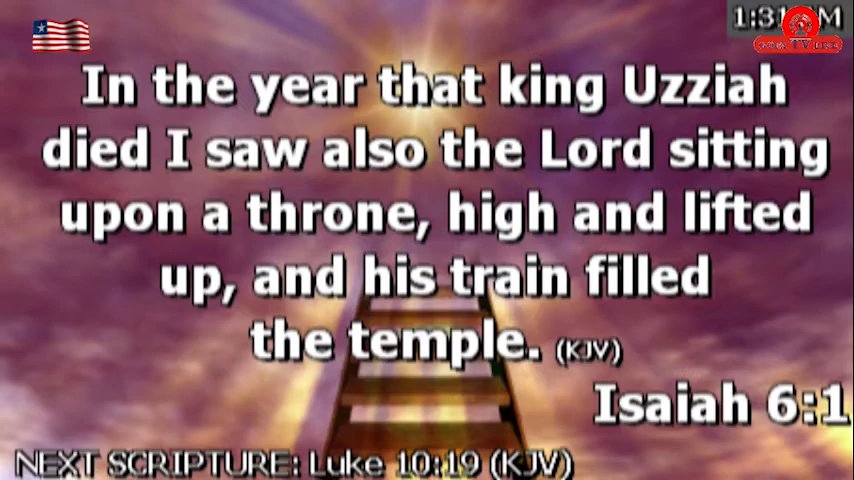 In the year that king Uzziah
died I saw also the Lord sitting
upon a throne, high and lifted
up, and his train filled
the temple. (KJV)
Isaiah 6:1
NEXT SCRIPTURE: Luke 10:19 (KJV)
TV